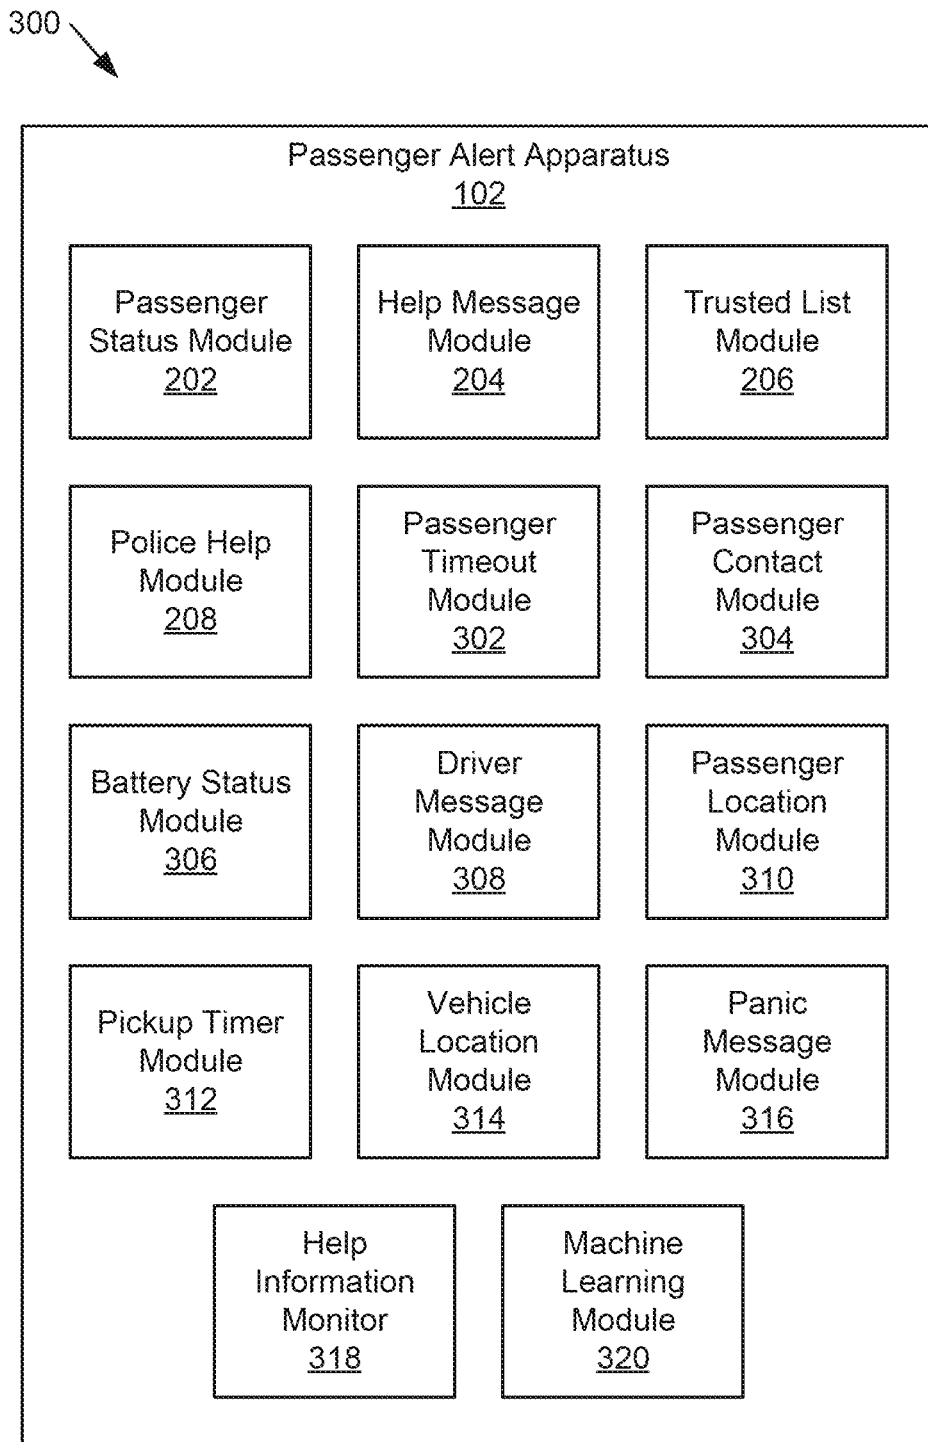 300
Passenger Alert Apparatus
102
Passenger
Status Module
202
Help Message
Module
204
Trusted List
Module
206
Police Help
Module
208
Passenger
Timeout
Module
302
Passenger
Contact
Module
304
Battery Status
Module
306
Driver
Message
Module
308
Passenger
Location
Module
310
Pickup Timer
Module
312
Vehicle
Location
Module
314
Panic
Message
Module
316
Help
Information
Monitor
318
Machine
Learning
Module
320